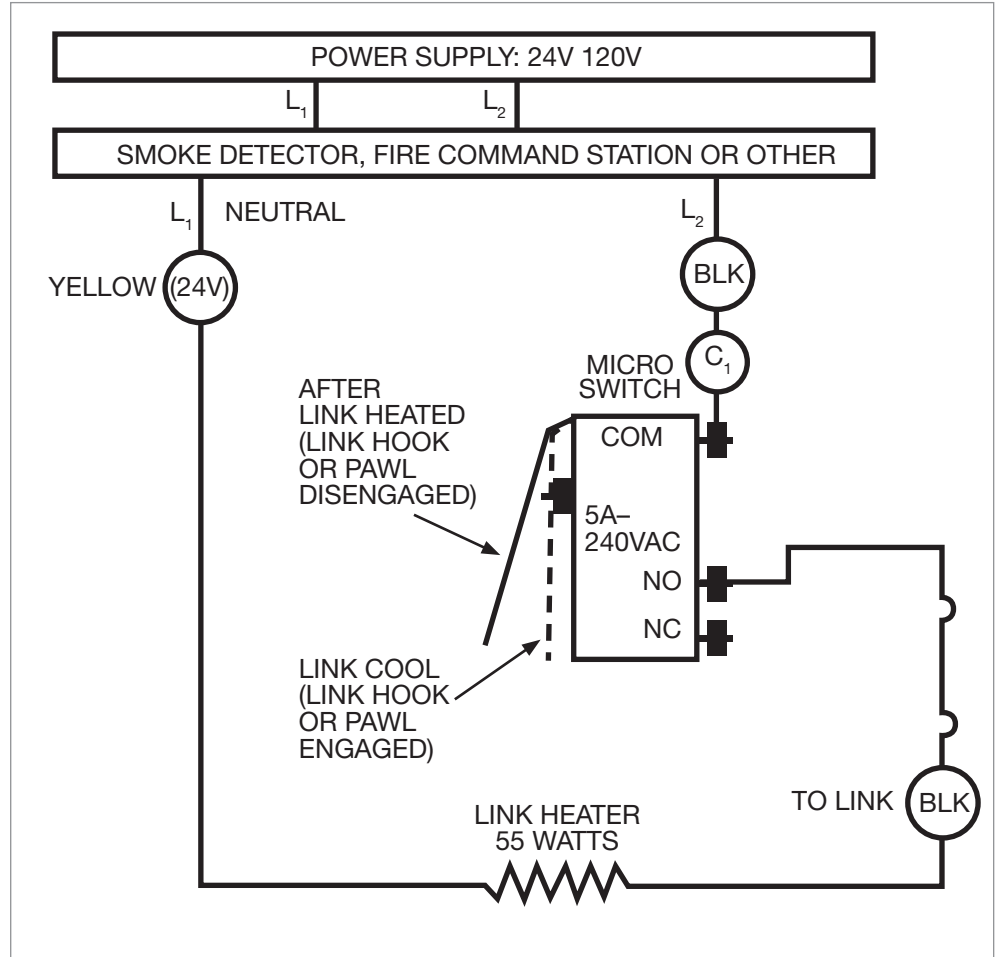 POWER SUPPLY: 24V 120V
L₁
L₂
SMOKE DETECTOR, FIRE COMMAND STATION OR OTHER
L₁
NEUTRAL
L₂
YELLOW
(24V)
BLK
C₁
MICRO
SWITCH
AFTER
LINK HEATED
(LINK HOOK
OR PAWL
DISENGAGED)
COM
5A–
240VAC
NO
NC
LINK COOL
(LINK HOOK
OR PAWL
ENGAGED)
TO LINK
BLK
LINK HEATER
55 WATTS